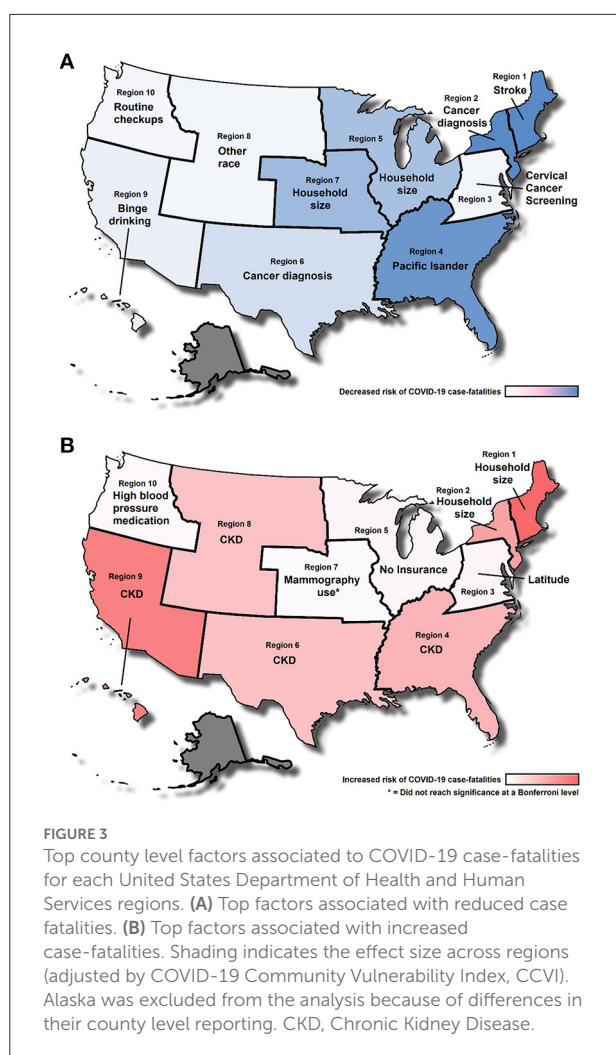 A
Region 10
Routine
checkups
Region 8
Other
race
Region 9
Binge
drinking
Region 7
Household
size
Region 5
Household
size
Region 6
Cancer diagnosis
Region 4
Pacific Isander
Region 2
Cancer
diagnosis
Region 1
Stroke
Cervical
Cancer
Screening
Region 3
Decreased risk of COVID-19 case-fatalities
B
Region 10
High blood
pressure
medication
Region 8
CKD
Region 9
CKD
Region 7
Mammography
use*
Region 5
No Insurance
Region 6
CKD
Region 4
CKD
Region 2
Household
size
Region 1
Household
size
Latitude
Region 3
Increased risk of COVID-19 case-fatalities
* = Did not reach significance at a Bonferroni level
FIGURE 3
Top county level factors associated to COVID-19 case-fatalities
for each United States Department of Health and Human
Services regions. (A) Top factors associated with reduced case
fatalities. (B) Top factors associated with increased
case-fatalities. Shading indicates the effect size across regions
(adjusted by COVID-19 Community Vulnerability Index, CCVI).
Alaska was excluded from the analysis because of differences in
their county level reporting. CKD, Chronic Kidney Disease.